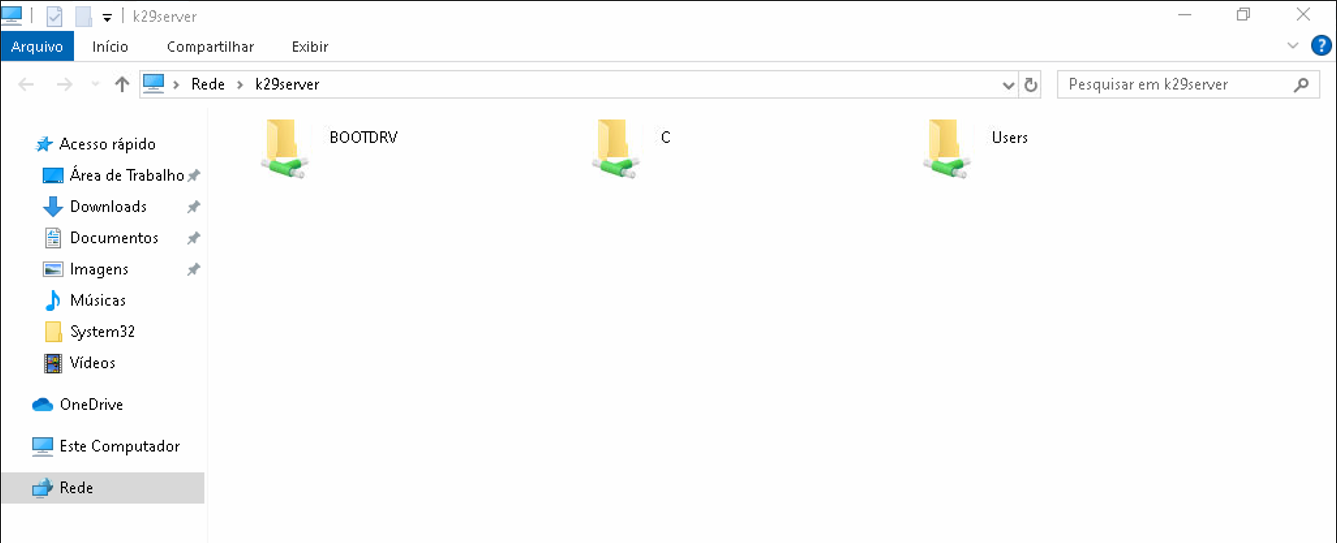 k29server
Arquivo Início Compartilhar Exibir
Rede k29server Pesquisar em k29server
Acesso rápido
Área de Trabalho
Downloads
Documentos
Imagens
Músicas
System32
Vídeos
OneDrive
Este Computador
Rede
BOOTDRV C Users